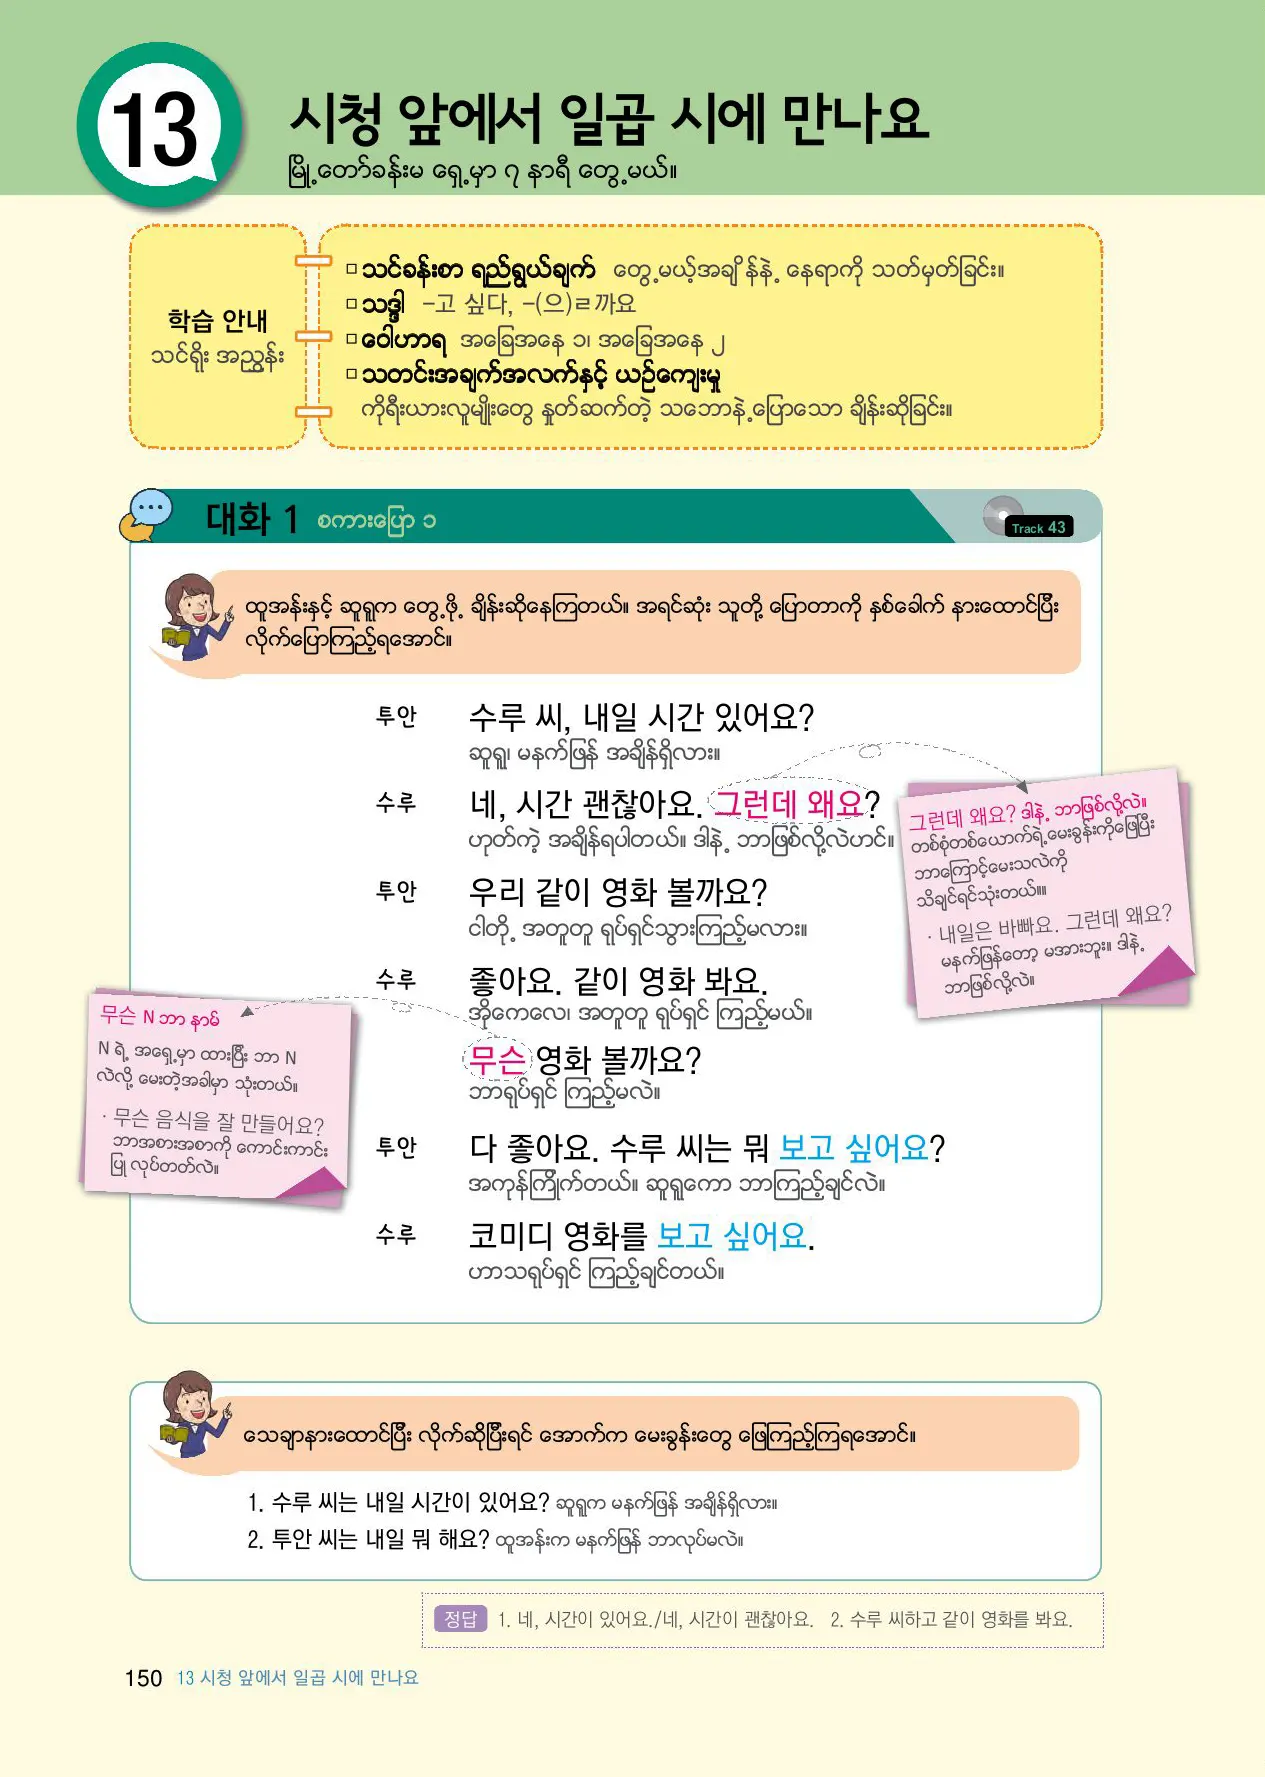 13
시청 앞에서 일곱 시에 만나요
မြို့တော်ခန်းမ ရှေ့မှာ ၇ နာရီ တွေ့မယ်။
학습 안내
သင်ရိုး အညွှန်း
□ သင်ခန်းစာ ရည်ရွယ်ချက် တွေ့မယ့်အချိန်နဲ့ နေရာကို သတ်မှတ်ခြင်း။
□ သဒ္ဒါ -고 싶다, -(으)ㄹ까요
□ ဝေါဟာရ အခြေအနေ ၁၊ အခြေအနေ ၂
□ သတင်းအချက်အလက်နှင့် ယဉ်ကျေးမှု
ကိုရီးယားလူမျိုးတွေ နှုတ်ဆက်တဲ့ သဘောနဲ့ပြောသော ချိန်းဆိုခြင်း။
대화 1 စကားပြော ၁
Track 43
ထူအန်းနှင့် ဆူရူက တွေ့ဖို့ ချိန်းဆိုနေကြတယ်။ အရင်ဆုံး သူတို့ ပြောတာကို နှစ်ခေါက် နားထောင်ပြီး
လိုက်ပြောကြည့်ရအောင်။
투안 수루 씨, 내일 시간 있어요?
ဆူရူ၊ မနက်ဖြန် အချိန်ရှိလား။
수루 네, 시간 괜찮아요. 그런데 왜요?
ဟုတ်ကဲ့ အချိန်ရပါတယ်။ ဒါနဲ့ ဘာဖြစ်လို့လဲဟင်။
투안 우리 같이 영화 볼까요?
ငါတို့ အတူတူ ရုပ်ရှင်သွားကြည့်မလား။
수루 좋아요. 같이 영화 봐요.
အိုကေလေ၊ အတူတူ ရုပ်ရှင် ကြည့်မယ်။
무슨 영화 볼까요?
ဘာရုပ်ရှင် ကြည့်မလဲ။
투안 다 좋아요. 수루 씨는 뭐 보고 싶어요?
အကုန်ကြိုက်တယ်။ ဆူရူကော ဘာကြည့်ချင်လဲ။
수루 코미디 영화를 보고 싶어요.
ဟာသရုပ်ရှင် ကြည့်ချင်တယ်။
그런데 왜요? ဒါနဲ့ ဘာဖြစ်လို့လဲ။
တစ်စုံတစ်ယောက်ရဲ့မေးခွန်းကိုဖြေပြီး
ဘာကြောင့်မေးသလဲကို
သိချင်ရင်သုံးတယ်။။
· 내일은 바빠요. 그런데 왜요?
မနက်ဖြန်တော့ မအားဘူး။ ဒါနဲ့
ဘာဖြစ်လို့လဲ။
무슨 N ဘာ နာမ်
N ရဲ့ အရှေ့မှာ ထားပြီး ဘာ N
လဲလို့ မေးတဲ့အခါမှာ သုံးတယ်။
· 무슨 음식을 잘 만들어요?
ဘာအစားအစာကို ကောင်းကာင်း
ပြု လုပ်တတ်လဲ။
သေချာနားထောင်ပြီး လိုက်ဆိုပြီးရင် အောက်က မေးခွန်းတွေ ဖြေကြည့်ကြရအောင်။
1. 수루 씨는 내일 시간이 있어요? ဆူရူက မနက်ဖြန် အချိန်ရှိလား။
2. 투안 씨는 내일 뭐 해요? ထူအန်းက မနက်ဖြန် ဘာလုပ်မလဲ။
정답 1. 네, 시간이 있어요./네, 시간이 괜찮아요. 2. 수루 씨하고 같이 영화를 봐요.
150 13 시청 앞에서 일곱 시에 만나요